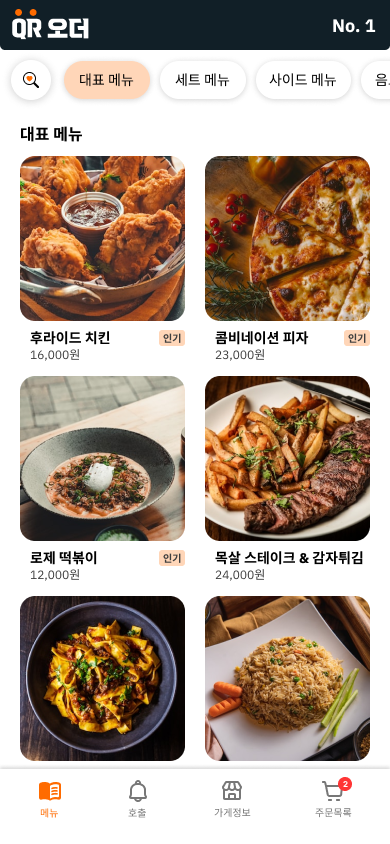 QR 오더
No. 1
대표 메뉴
세트 메뉴
사이드 메뉴
음
대표 메뉴
후라이드 치킨
인기
16,000원
콤비네이션 피자
인기
23,000원
로제 떡볶이
인기
12,000원
목살 스테이크 & 감자튀김
24,000원
메뉴
호출
가게정보
2
주문목록